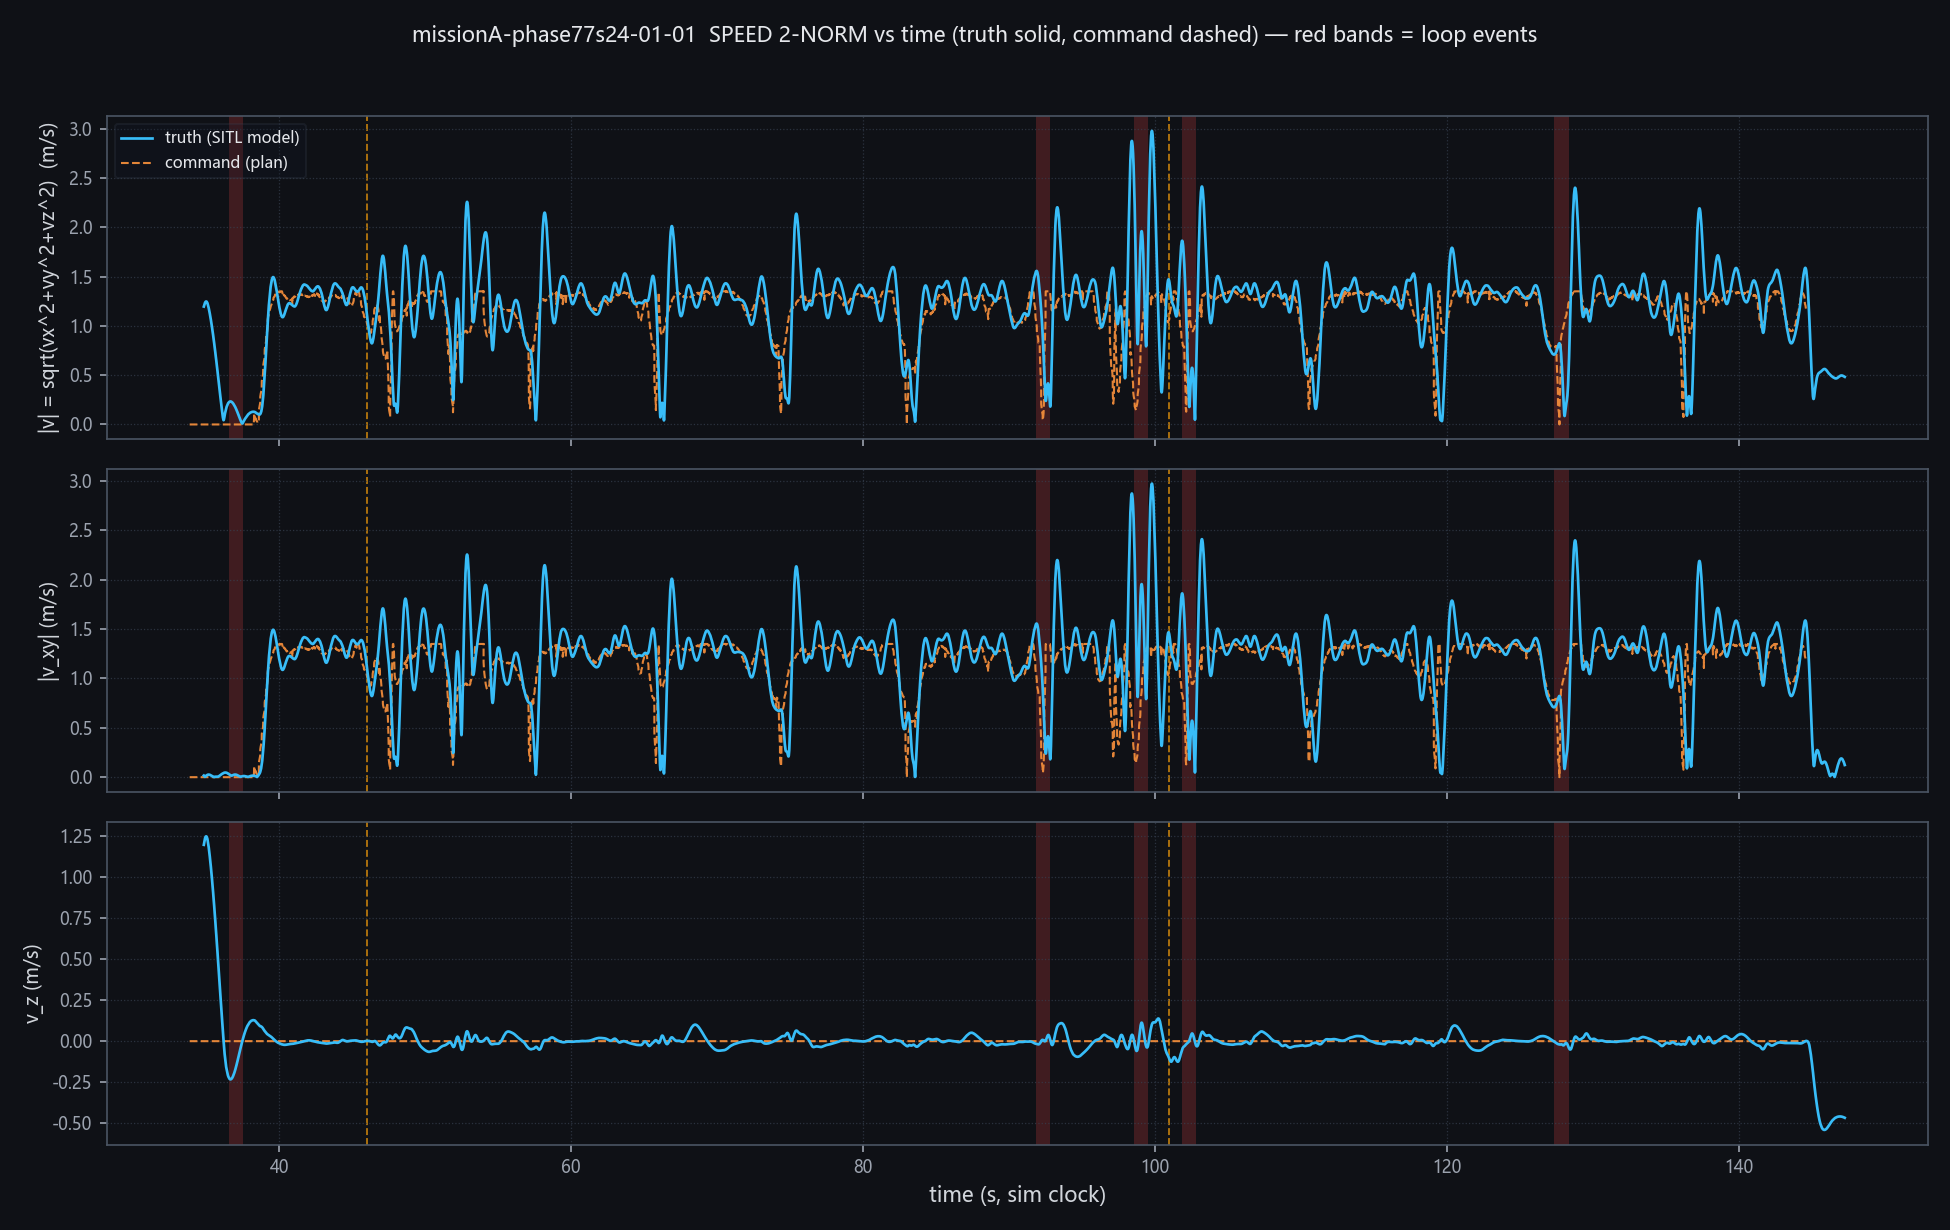 missionA-phase77s24-01-01  SPEED 2-NORM vs time (truth solid, command dashed) — red bands = loop events
|v| = sqrt(vx^2+vy^2+vz^2)  (m/s)
3.0
2.5
2.0
1.5
1.0
0.5
0.0
truth (SITL model)
command (plan)
|v_xy| (m/s)
3.0
2.5
2.0
1.5
1.0
0.5
0.0
v_z (m/s)
1.25
1.00
0.75
0.50
0.25
0.00
-0.25
-0.50
40 60 80 100 120 140
time (s, sim clock)